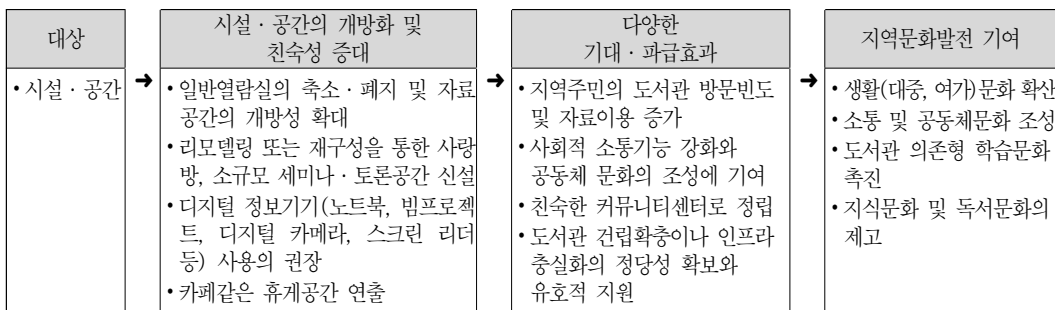 대상
• 시설 · 공간
➜
시설 · 공간의 개방화 및
친숙성 증대
• 일반열람실의 축소 · 폐지 및 자료
공간의 개방성 확대
• 리모델링 또는 재구성을 통한 사랑
방, 소규모 세미나 · 토론공간 신설
• 디지털 정보기기(노트북, 빔프로젝
트, 디지털 카메라, 스크린 리더
등) 사용의 권장
• 카페같은 휴게공간 연출
➜
다양한
기대 · 파급효과
• 지역주민의 도서관 방문빈도
및 자료이용 증가
• 사회적 소통기능 강화와
공동체 문화의 조성에 기여
• 친숙한 커뮤니티센터로 정립
• 도서관 건립확충이나 인프라
충실화의 정당성 확보와
유호적 지원
➜
지역문화발전 기여
• 생활(대중, 여가)문화 확산
• 소통 및 공동체문화 조성
• 도서관 의존형 학습문화
촉진
• 지식문화 및 독서문화의
제고